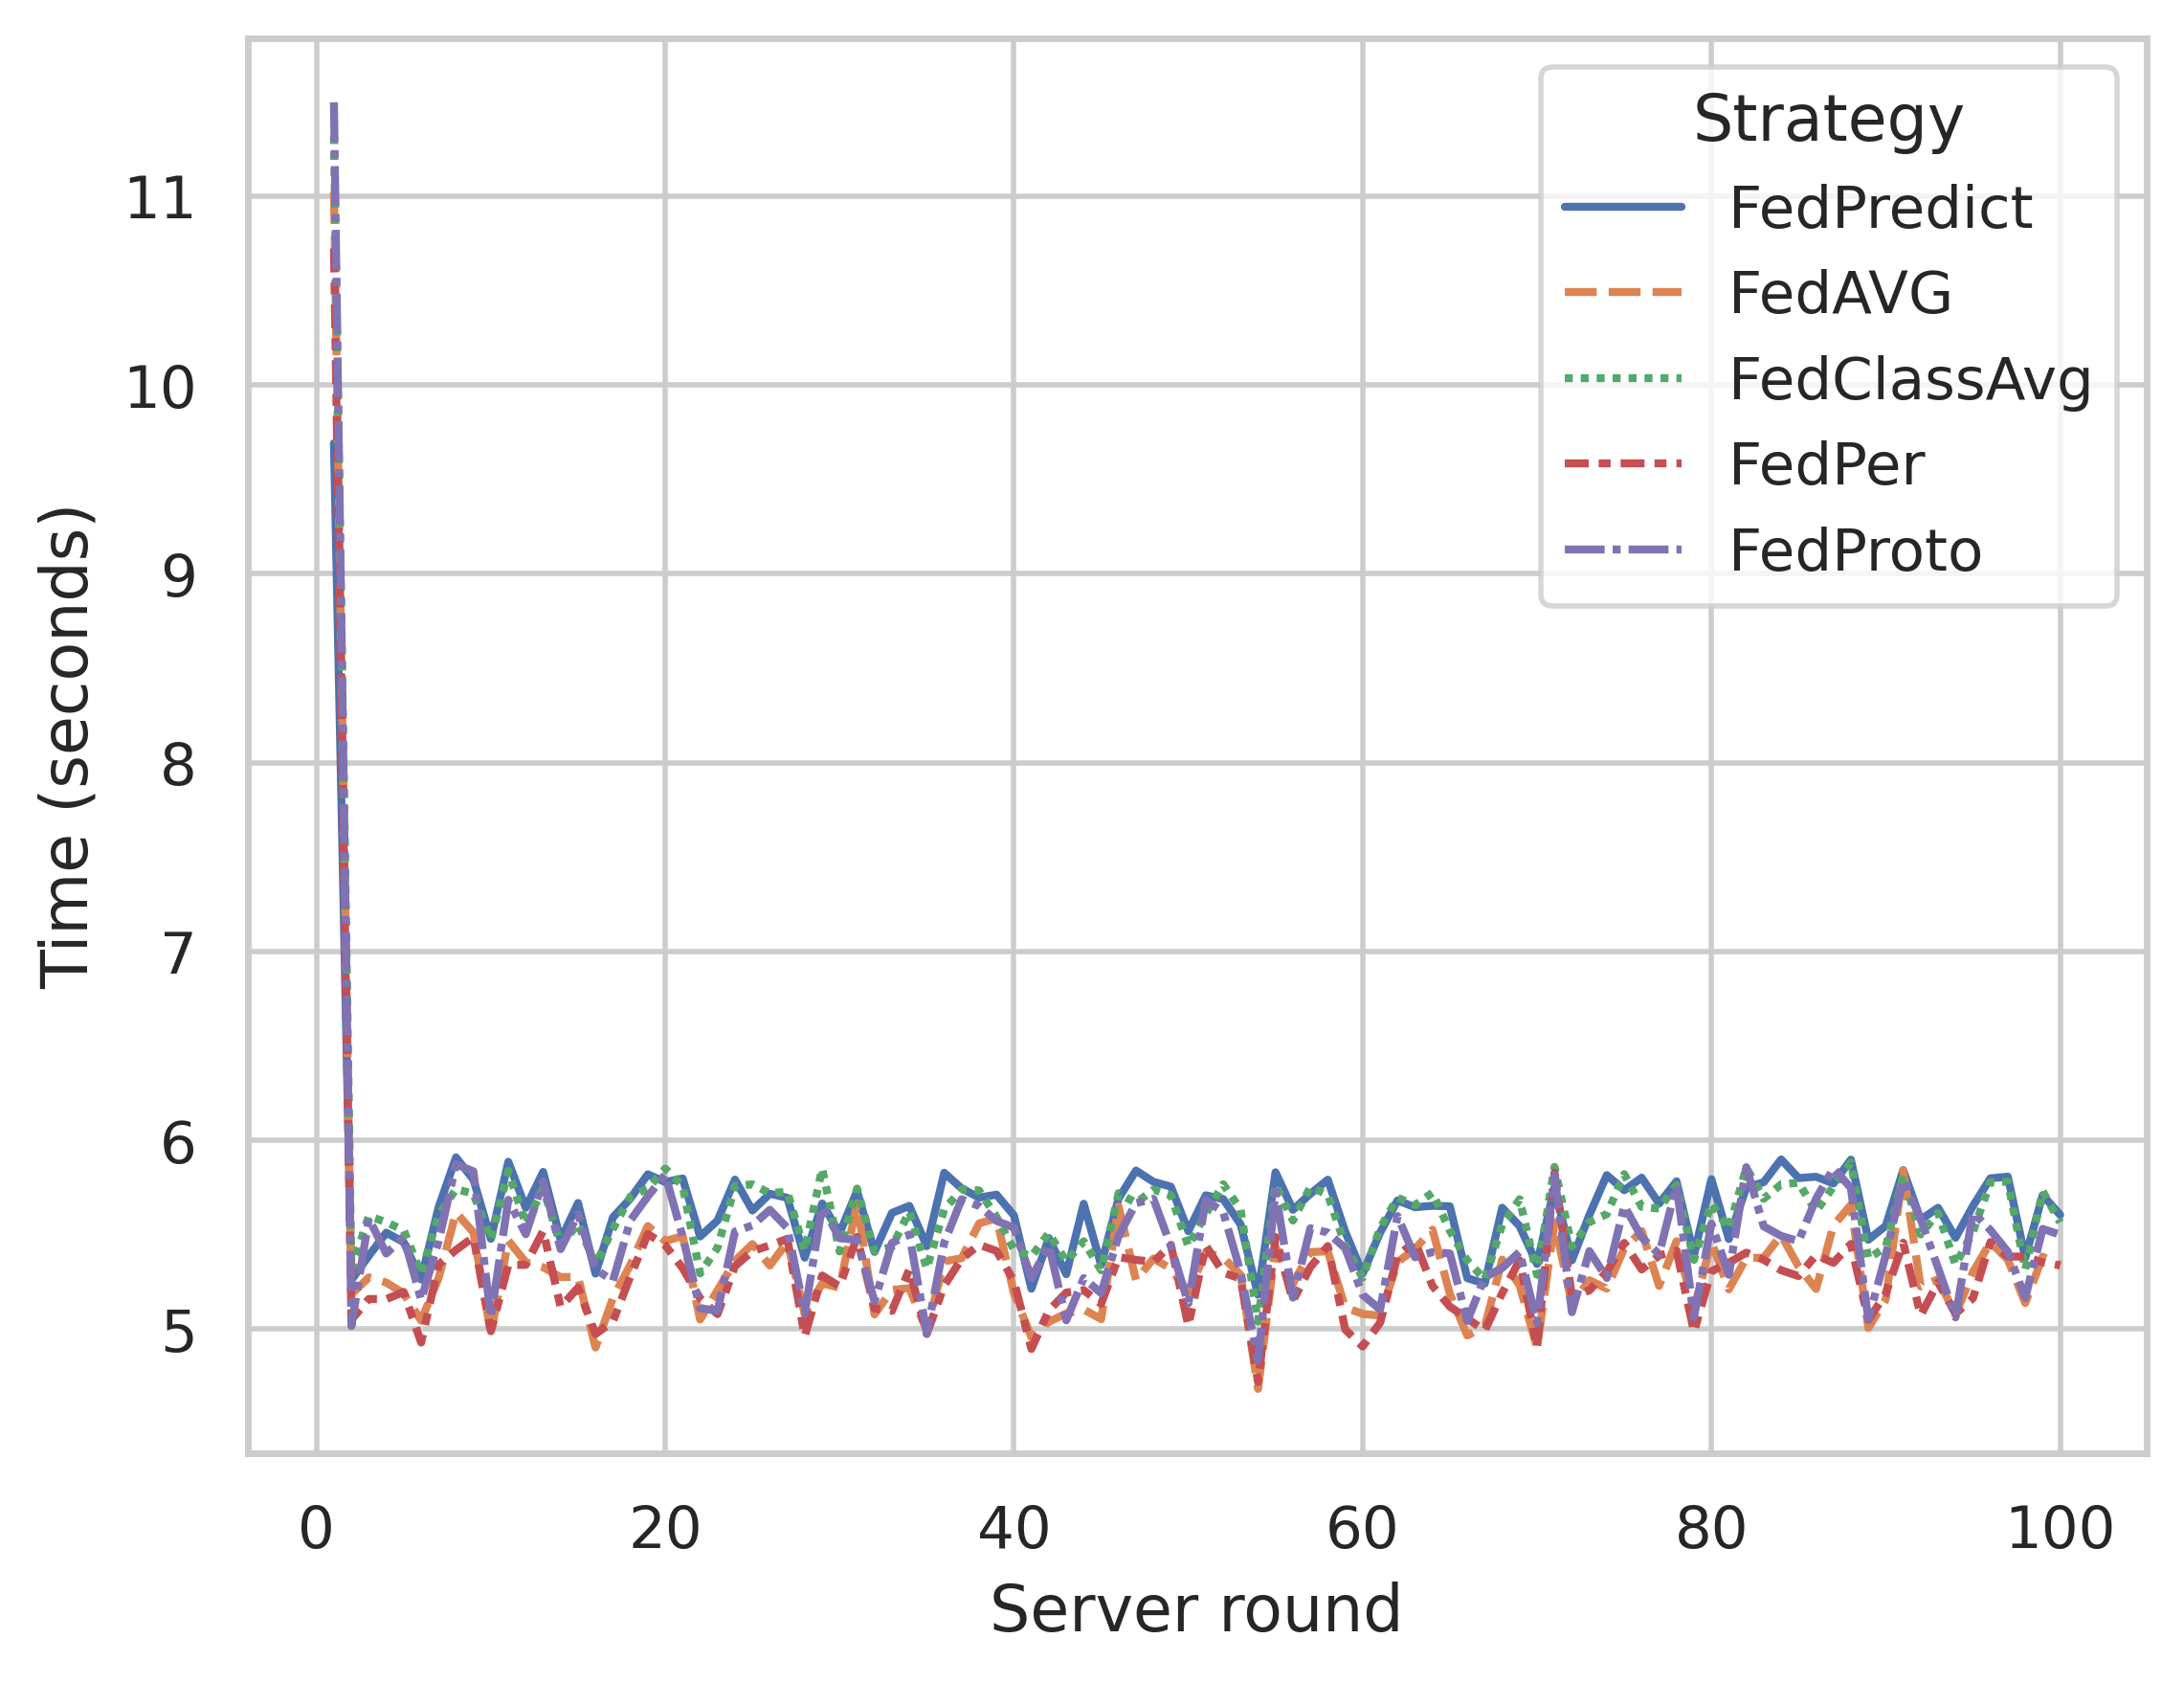 Strategy
FedPredict
FedAVG
FedClassAvg
FedPer
FedProto
11
10
9
8
7
6
5
Time (seconds)
0 20 40 60 80 100
Server round